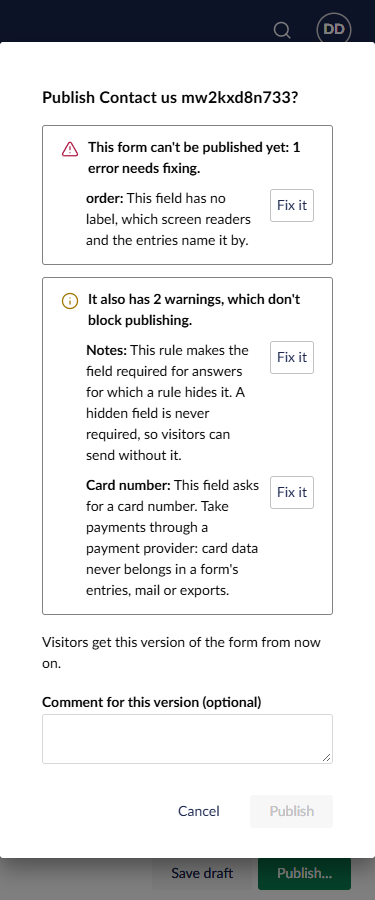 DD
Publish Contact us mw2kxd8n733?
This form can't be published yet: 1
error needs fixing.
order: This field has no
label, which screen readers
and the entries name it by.
Fix it
It also has 2 warnings, which don't
block publishing.
Notes: This rule makes the
field required for answers
for which a rule hides it. A
hidden field is never
required, so visitors can
send without it.
Fix it
Card number: This field asks
for a card number. Take
payments through a
payment provider: card data
never belongs in a form's
entries, mail or exports.
Fix it
Visitors get this version of the form from now
on.
Comment for this version (optional)
Cancel
Publish
Save draft
Publish...